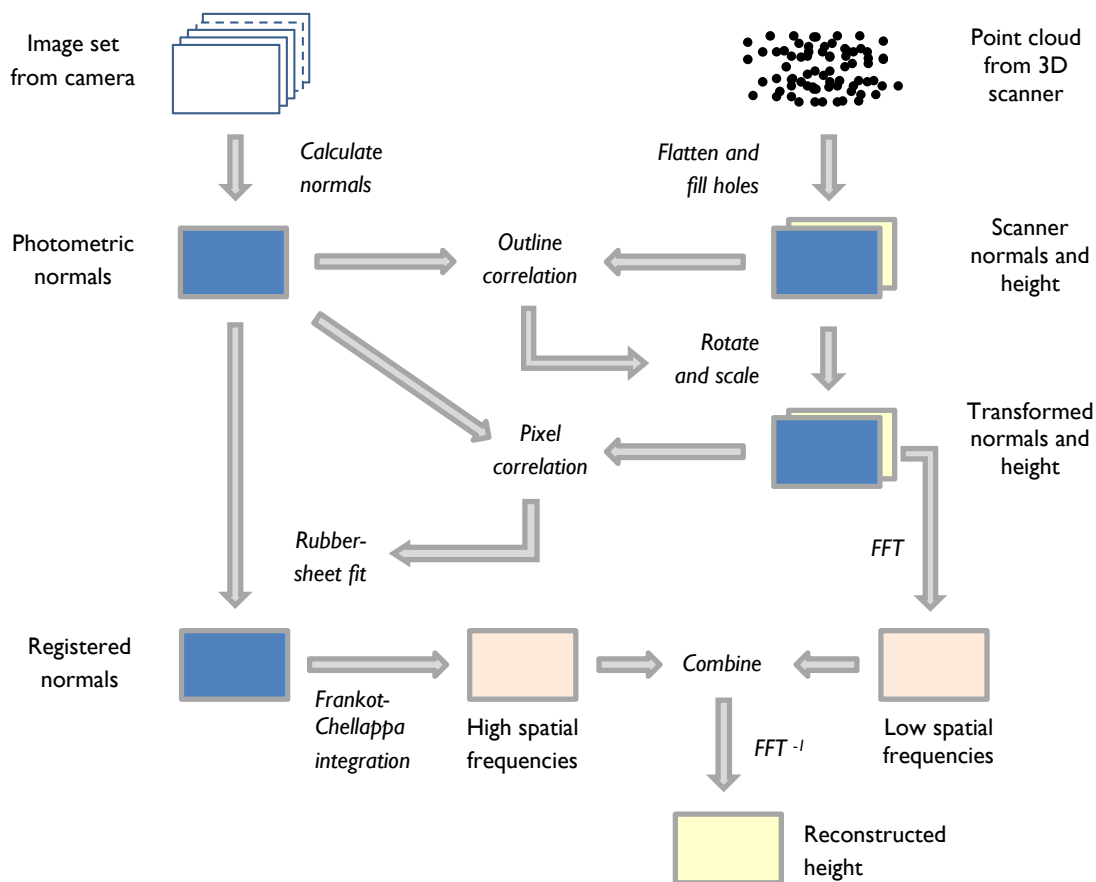 Image set
from camera
Point cloud
from 3D
scanner
Calculate
normals
Flatten and
fill holes
Photometric
normals
Outline
correlation
Scanner
normals and
height
Rotate
and scale
Pixel
correlation
Transformed
normals and
height
Rubber-
sheet fit
FFT
Registered
normals
Combine
Frankot-
Chellappa
integration
High spatial
frequencies
FFT -1
Low spatial
frequencies
Reconstructed
height